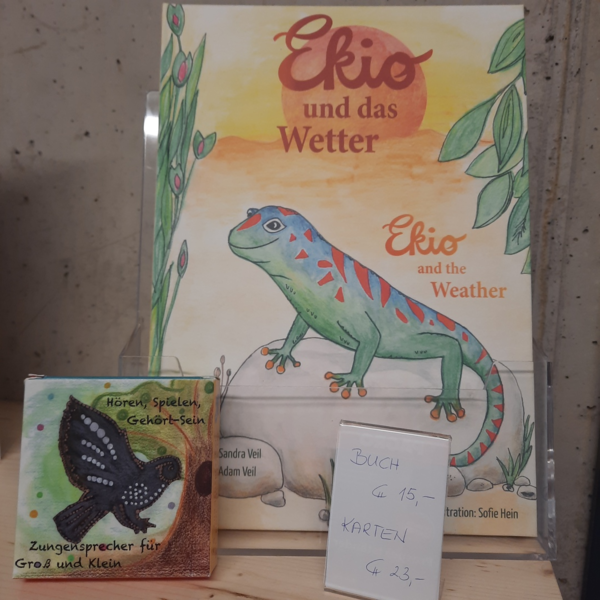 Ekio
und das
Wetter
Ekio
and the
Weather
Sandra Veil
Adam Veil
tration: Sofie Hein
Hören, Spielen,
Gehört-Sein
Zungensprecher für
Groß und Klein
BUCH
€ 15,-
KARTEN
€ 23,-